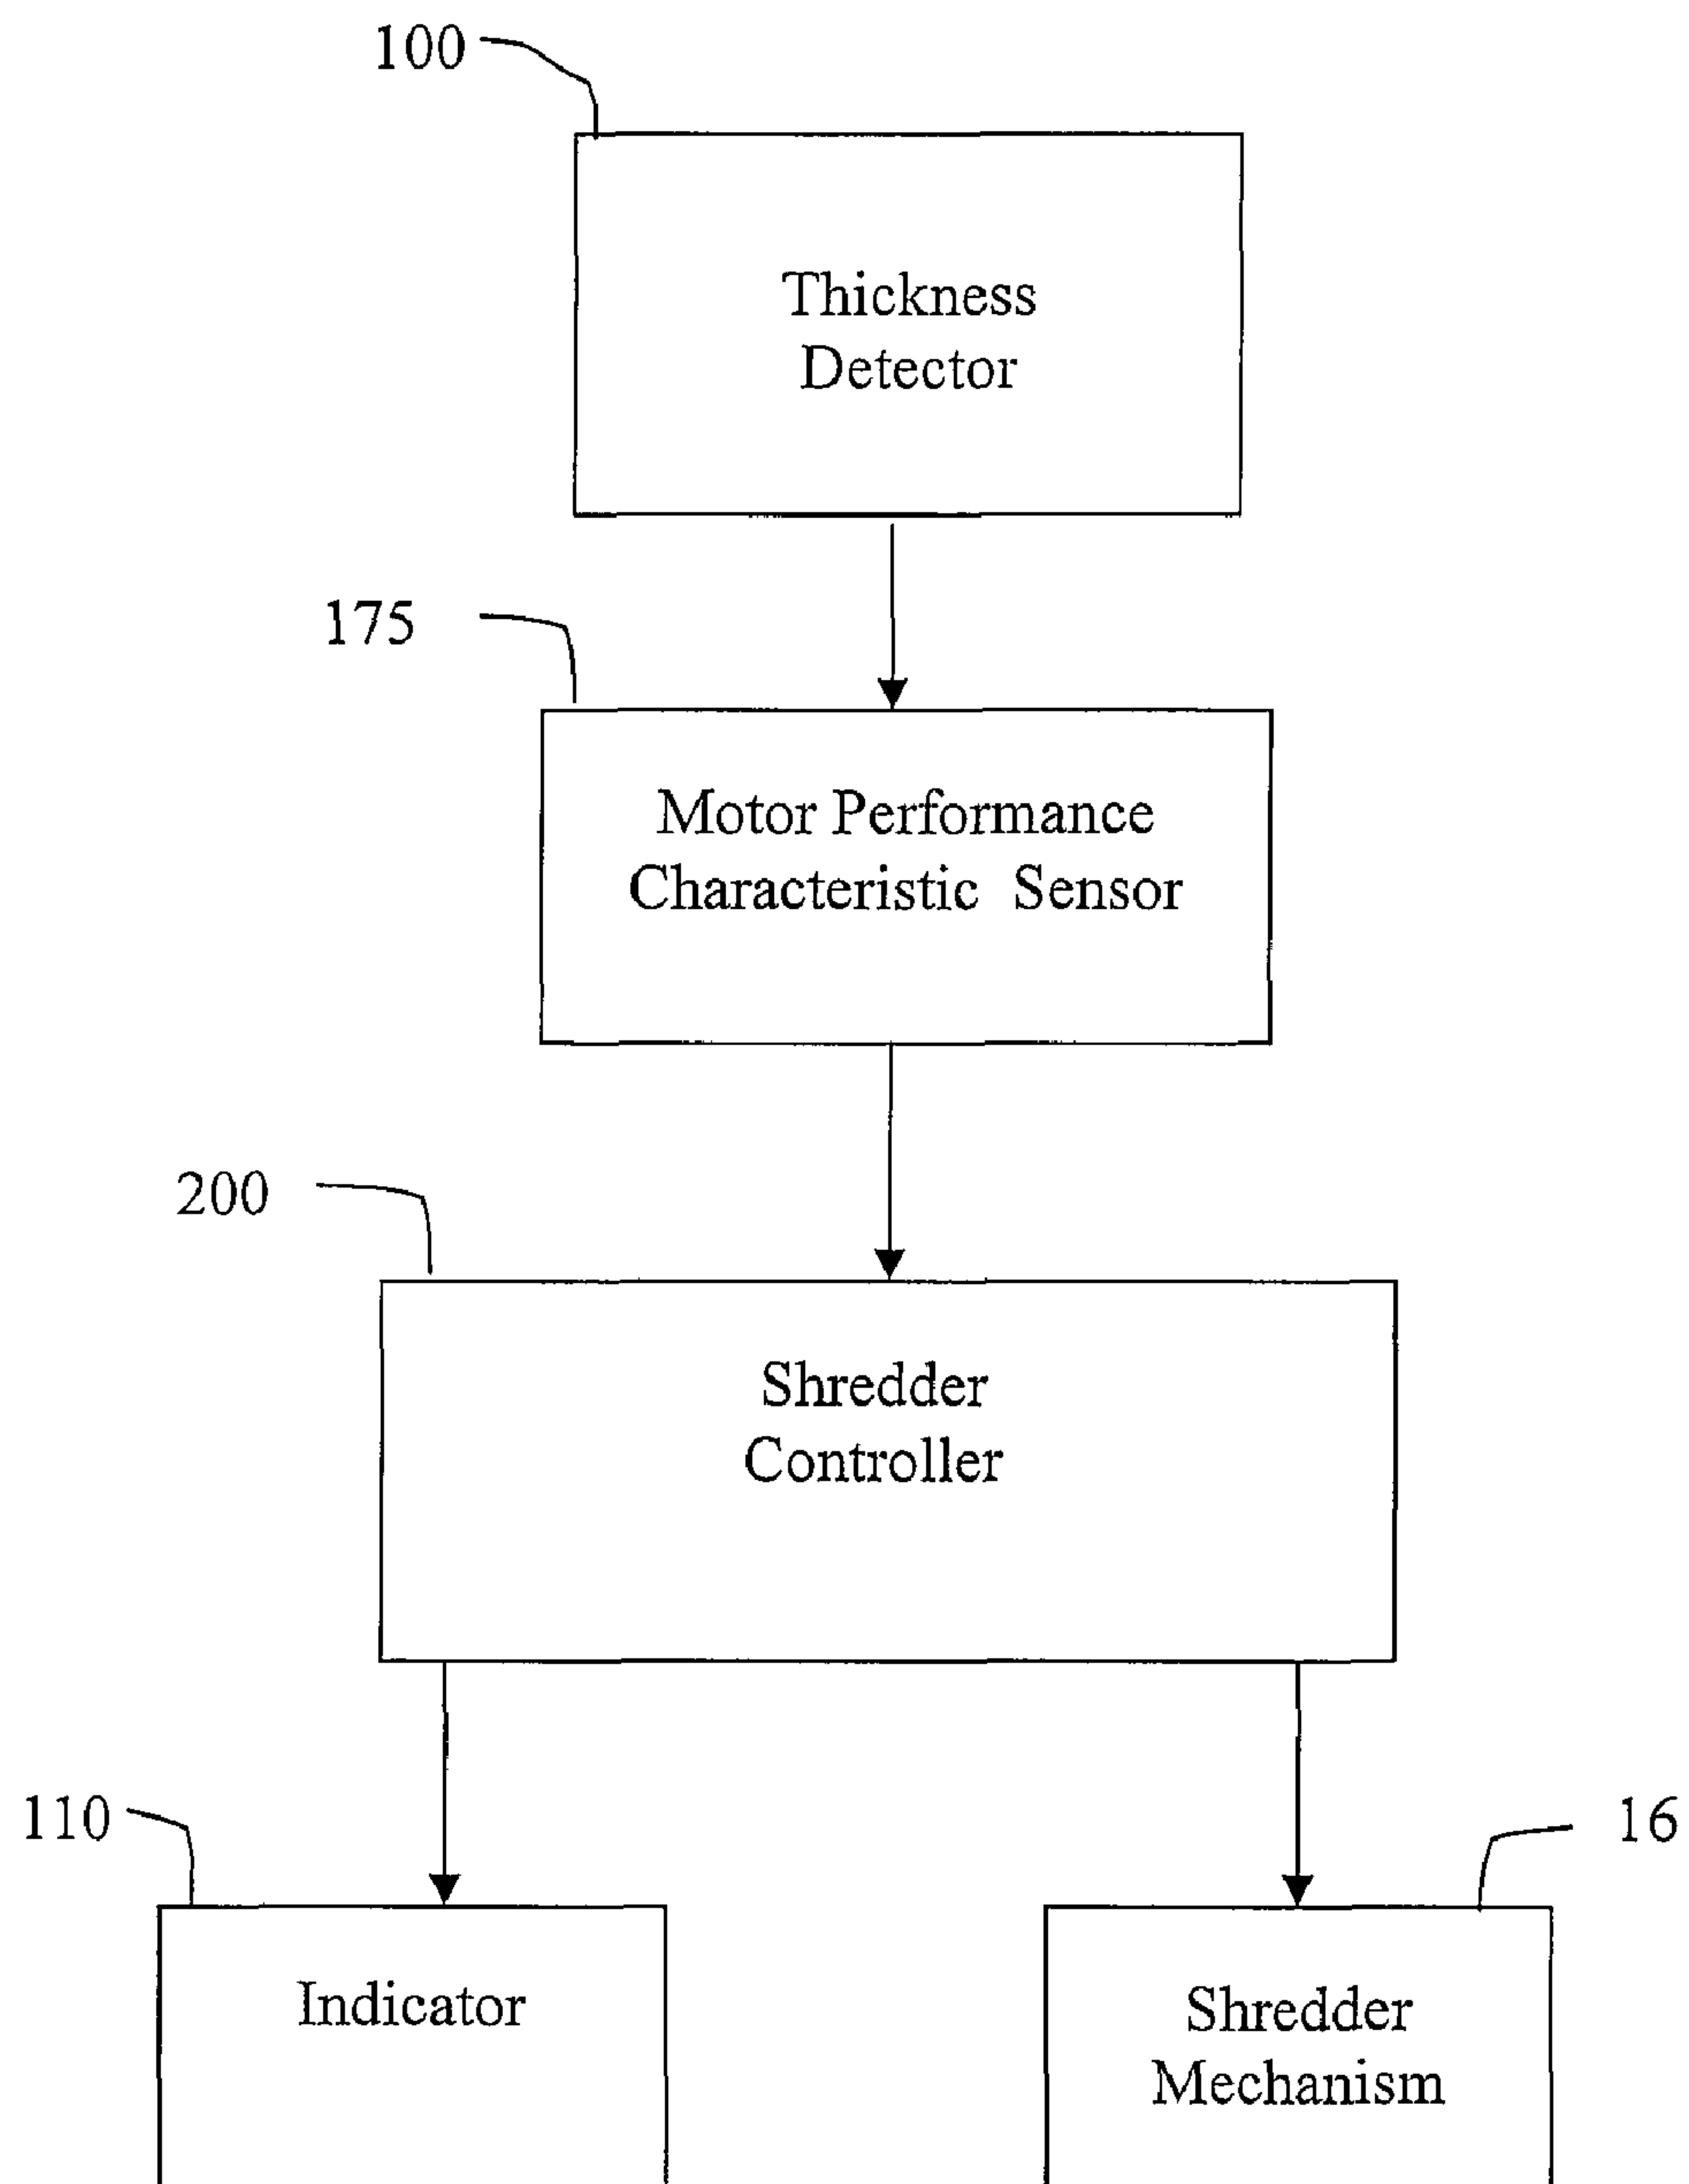 100
Thickness
Detector
175
Motor Performance
Characteristic Sensor
200
Shredder
Controller
110
16
Indicator
Shredder
Mechanism